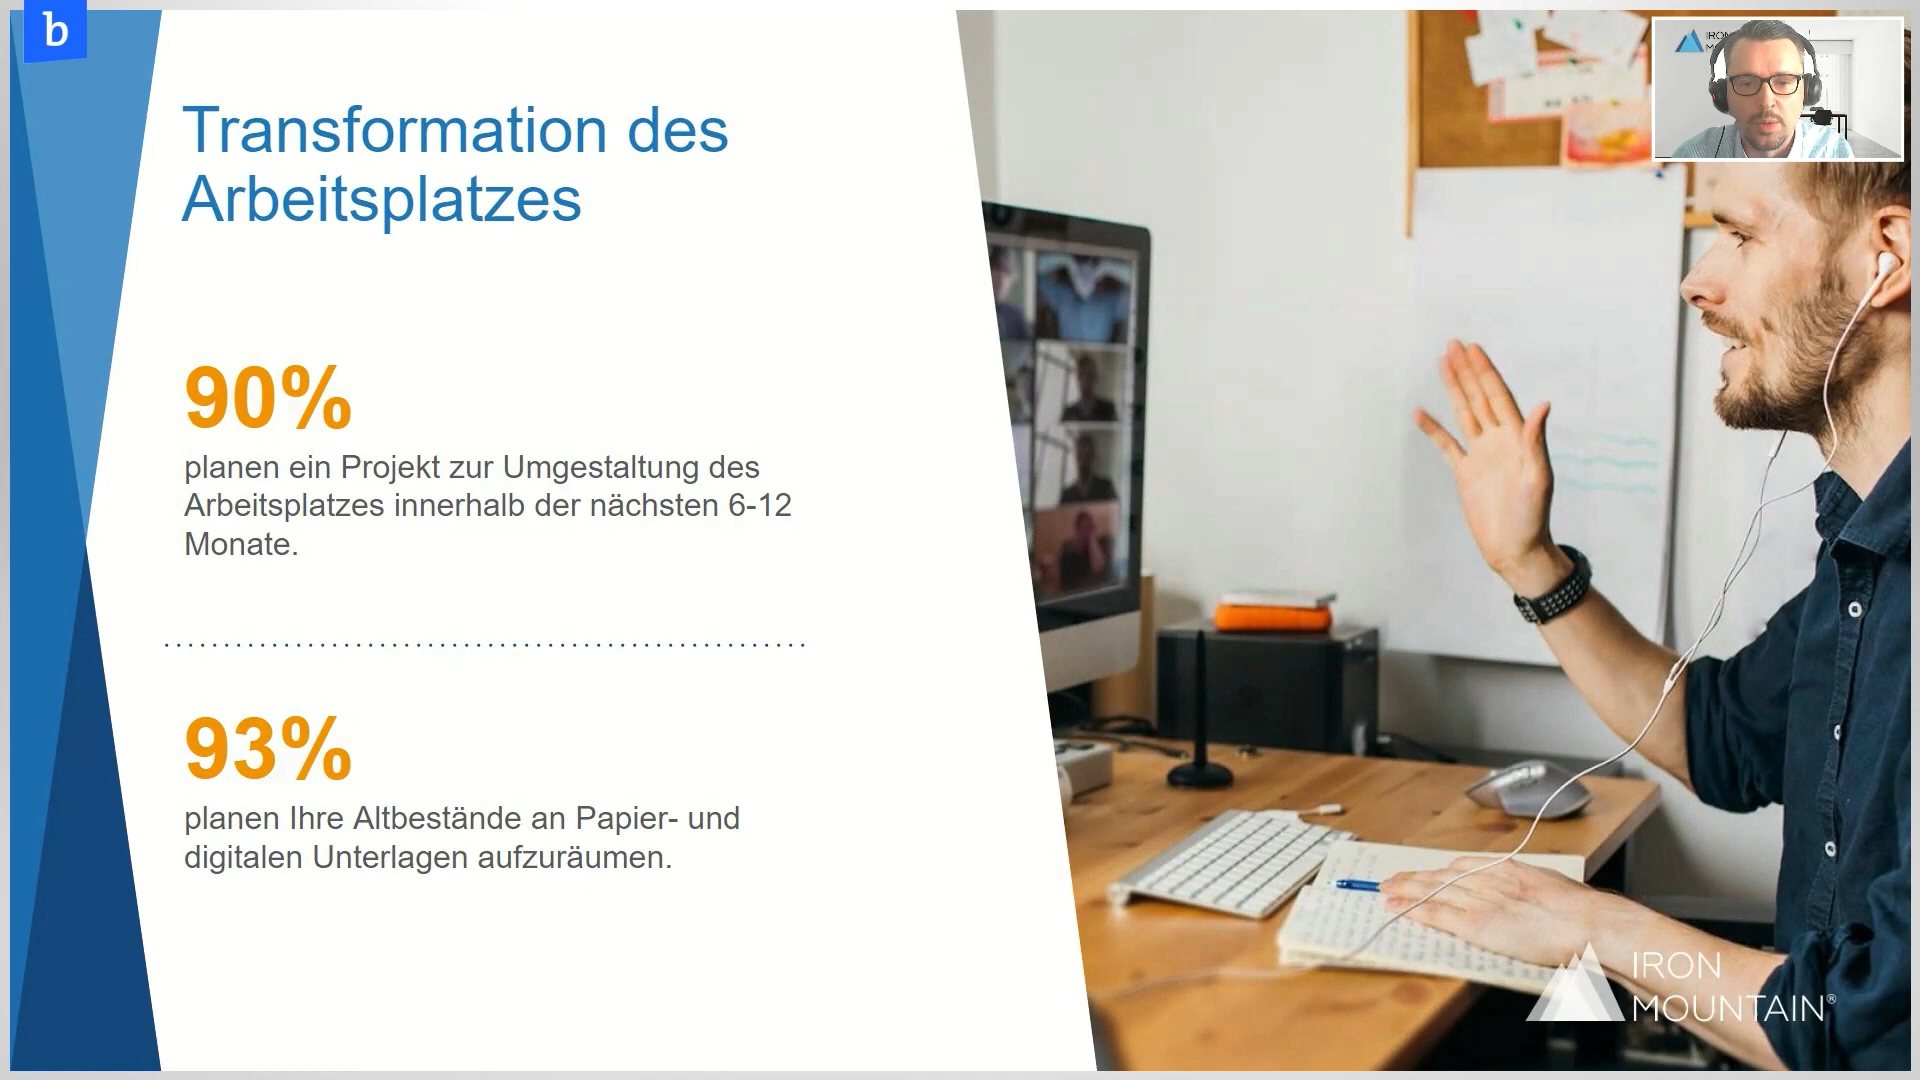 b
Transformation des
Arbeitsplatzes
90%
planen ein Projekt zur Umgestaltung des
Arbeitsplatzes innerhalb der nächsten 6-12
Monate.
93%
planen Ihre Altbestände an Papier- und
digitalen Unterlagen aufzuräumen.
IRON
MOUNTAIN®